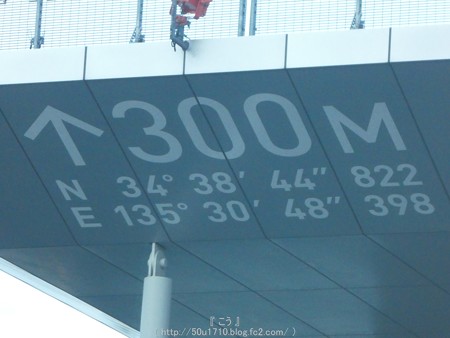 ↑300M
N 34° 38′ 44″ 822
E 135° 30′ 48″ 398
『 こう 』
( http://50u1710.blog.fc2.com/ )